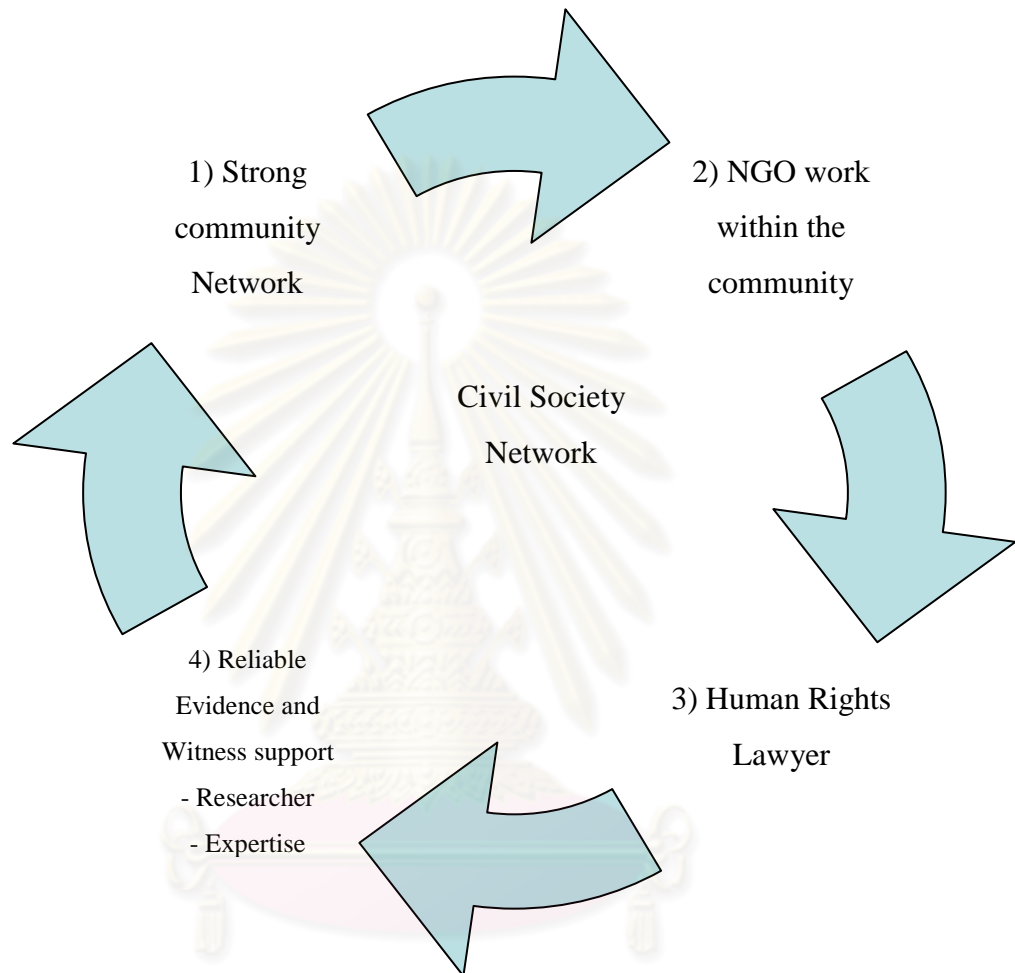 1) Strong
community
Network
2) NGO work
within the
community
Civil Society
Network
3) Human Rights
Lawyer
4) Reliable
Evidence and
Witness support
- Researcher
- Expertise